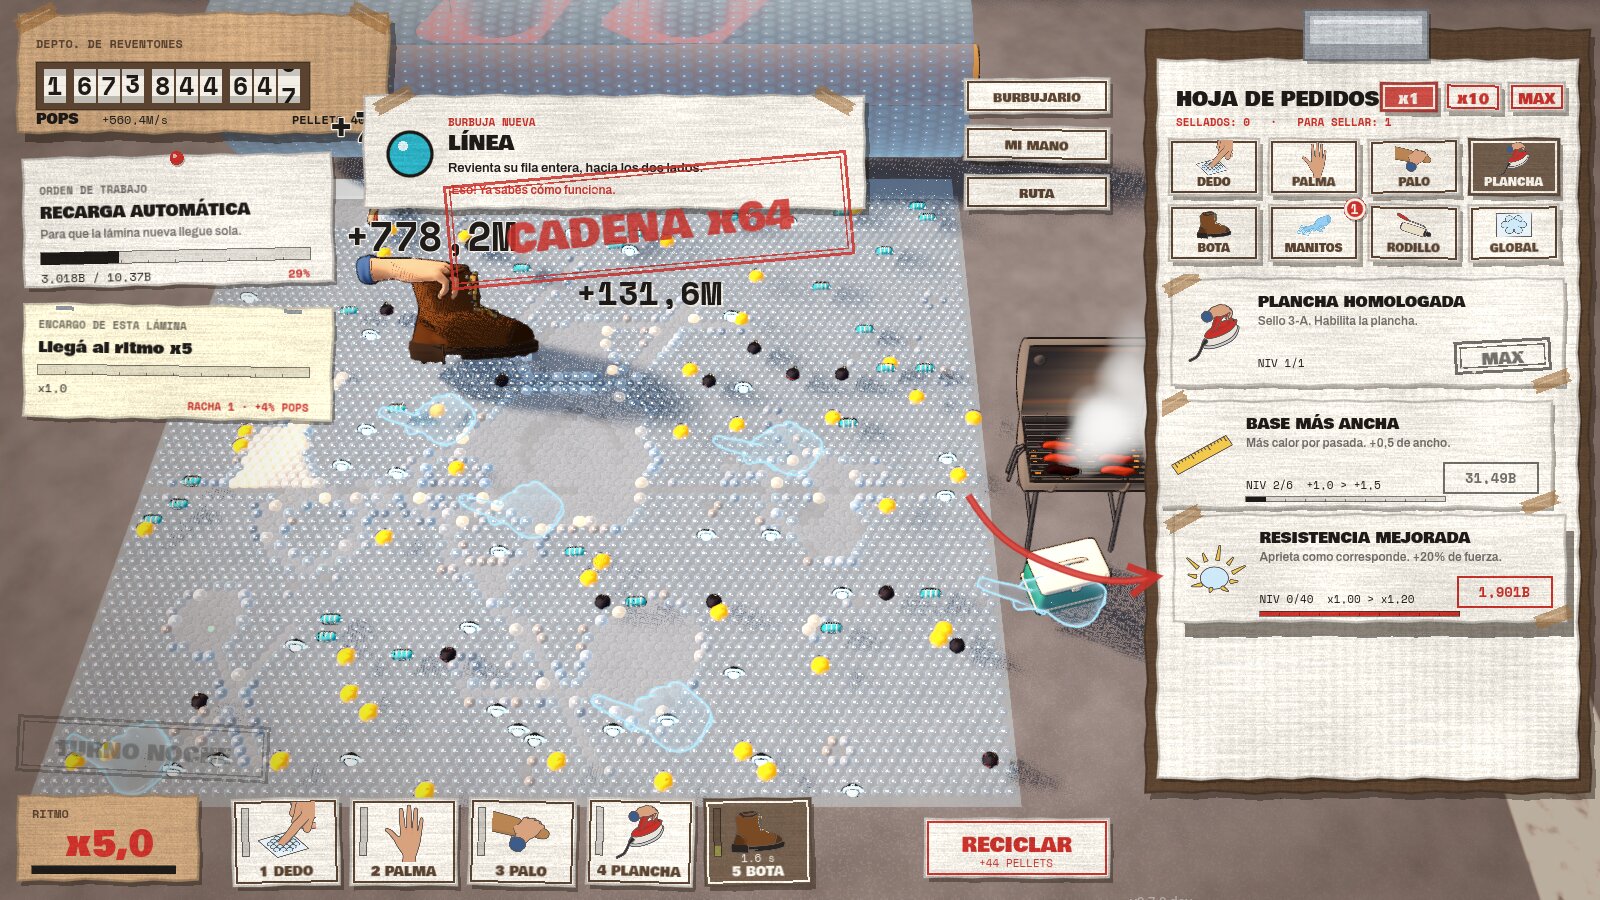 DEPTO. DE REVENTONES
1 673 844 647
POPS +560,4M/s
ORDEN DE TRABAJO
RECARGA AUTOMÁTICA
Para que la lámina nueva llegue sola.
3.018B / 10.37B 29%
ENCARGO DE ESTA LÁMINA
Llegá al ritmo x5
x1.0
RACHA 1 · +4% POPS
BURBUJA NUEVA
LÍNEA
Revienta su fila entera, hacia los dos lados.
¡Eso! Ya sabés cómo funciona.
CADENA x64
+778,2M
+131,6M
BURBUJARIO
MI MANO
RUTA
HOJA DE PEDIDOS x1 x10 MAX
SELLADOS: 0 · PARA SELLAR: 1
DEDO PALMA PALO PLANCHA
1
BOTA MANITOS RODILLO GLOBAL
PLANCHA HOMOLOGADA
Sello 3-A. Habilita la plancha.
NIV 1/1 MAX
BASE MÁS ANCHA
Más calor por pasada. +0,5 de ancho.
NIV 2/6 +1.0 > +1.5 31,49B
RESISTENCIA MEJORADA
Aprieta como corresponde. +20% de fuerza.
NIV 0/40 x1.00 > x1.20 1,901B
TURNO NOCHE
RITMO
x5,0
1 DEDO
2 PALMA
3 PALO
4 PLANCHA
1.6 s
5 BOTA
RECICLAR
+44 PELLETS